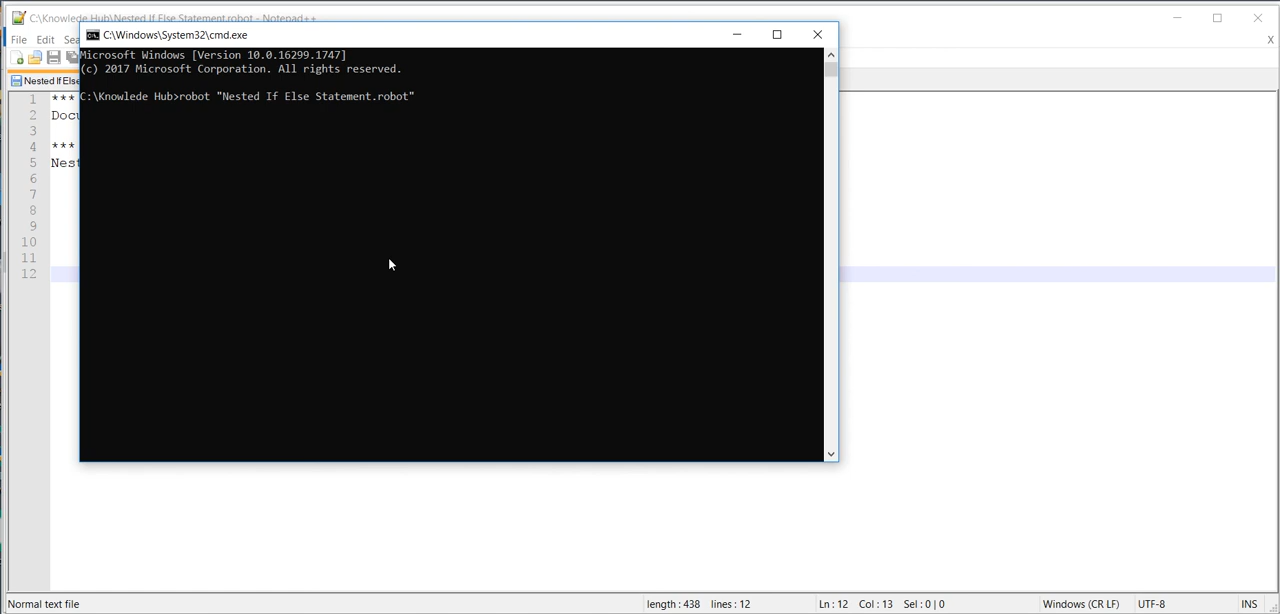 C:\Knowlede Hub\Nested If Else Statement.robot - Notepad++
File Edit Sea
C:\Windows\System32\cmd.exe
X
Nested If Else
Microsoft Windows [Version 10.0.16299.1747]
(c) 2017 Microsoft Corporation. All rights reserved.
C:\Knowlede Hub>robot "Nested If Else Statement.robot"
1 ***
2 Docu
3
4 ***
5 Nest
6
7
8
9
10
11
12
Normal text file length : 438 lines : 12 Ln : 12 Col : 13 Sel : 0 | 0 Windows (CR LF) UTF-8 INS